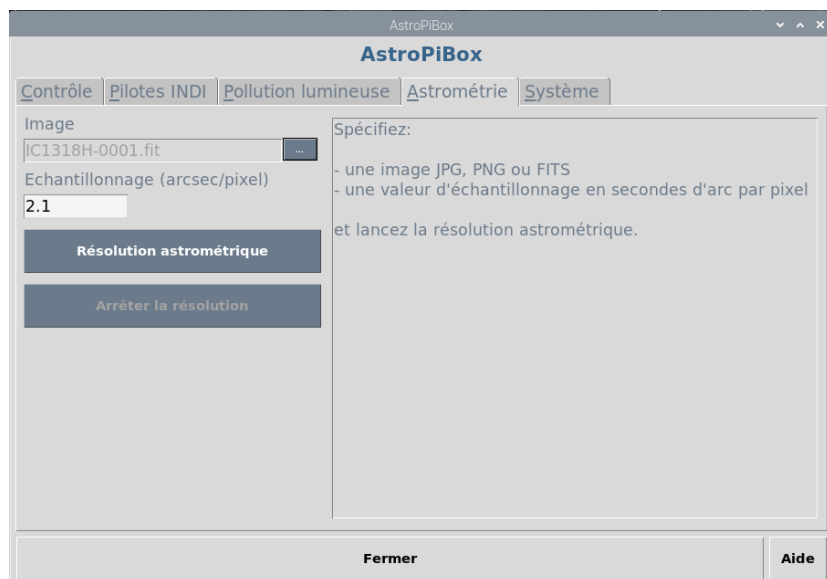 AstroPiBox
AstroPiBox
Contrôle Pilotes INDI Pollution lumineuse Astrométrie Système
Image
IC1318H-0001.fit ...
Echantillonnage (arcsec/pixel)
2.1
Résolution astrométrique
Arrêter la résolution
Spécifiez:
- une image JPG, PNG ou FITS
- une valeur d'échantillonnage en secondes d'arc par pixel
et lancez la résolution astrométrique.
Fermer Aide